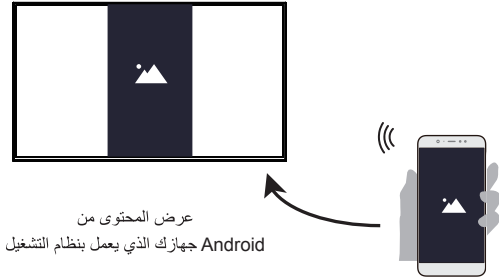 عرض المحتوى من
جهازك الذي يعمل بنظام التشغيل Android